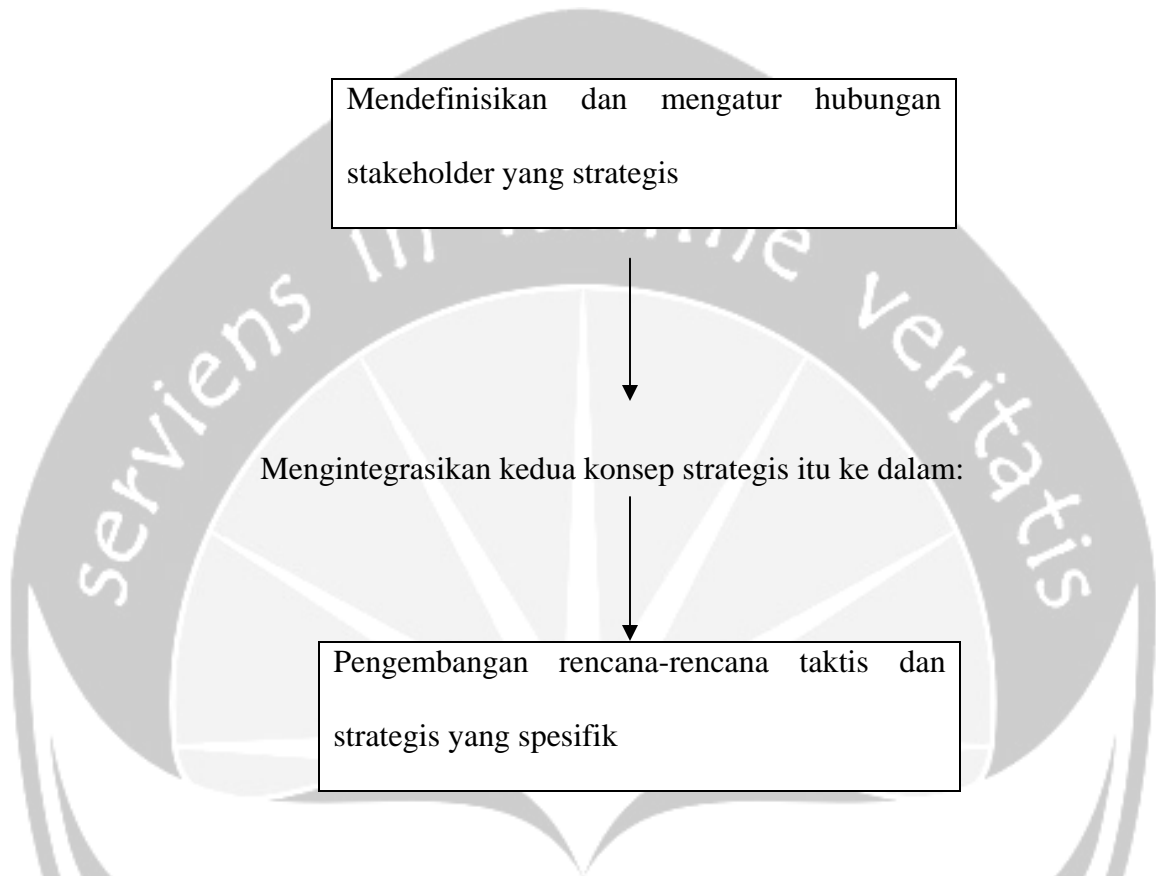 Mendefinisikan dan mengatur hubungan
stakeholder yang strategis
serviens in veritatis
Mengintegrasikan kedua konsep strategis itu ke dalam:
Pengembangan rencana-rencana taktis dan
strategis yang spesifik